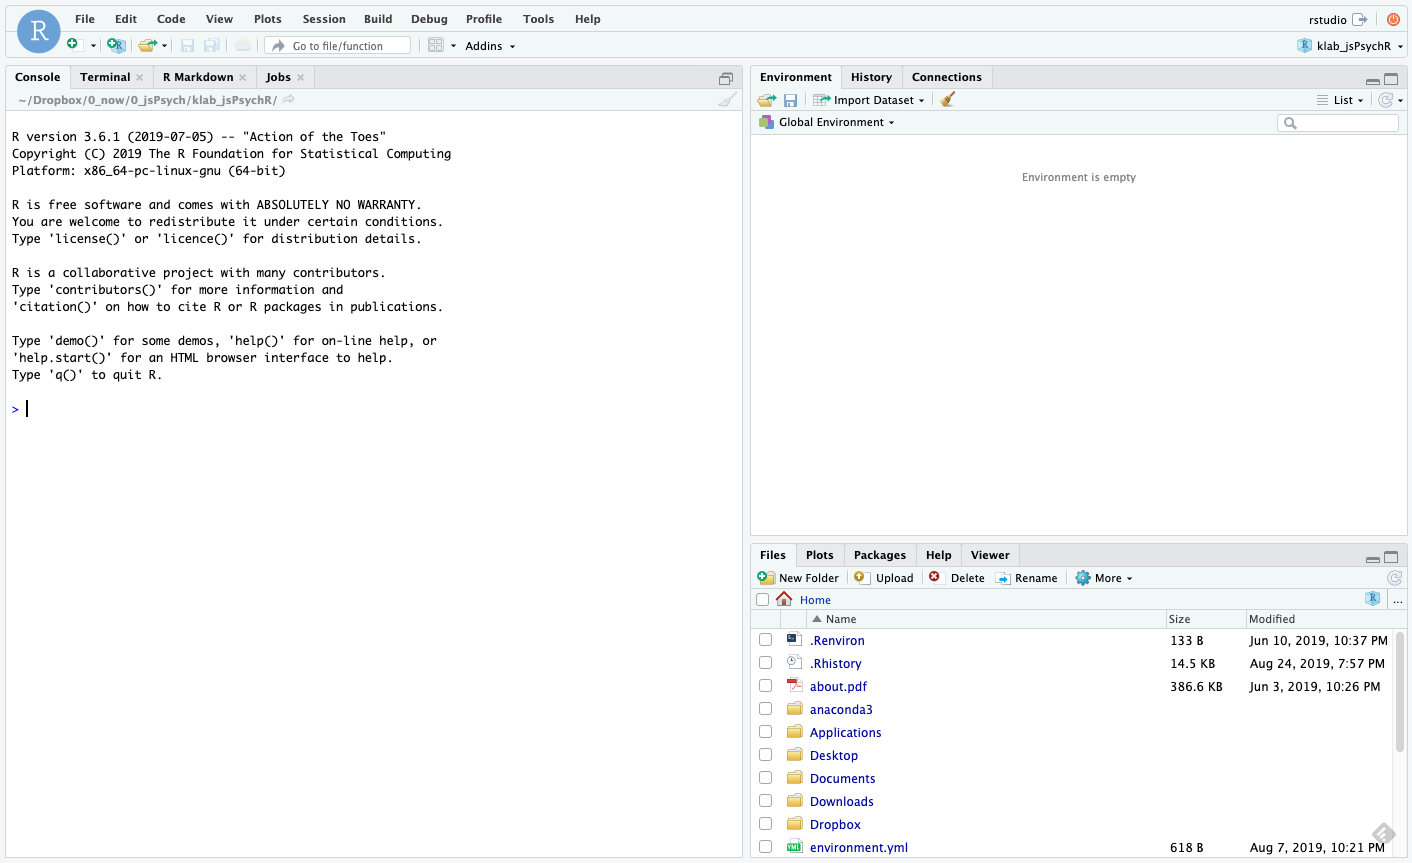 R
File Edit Code View Plots Session Build Debug Profile Tools Help
rstudio
Go to file/function
Addins
klab_jsPsychR
Console Terminal R Markdown Jobs
~/Dropbox/0_now/0_jsPsych/klab_jsPsychR/
R version 3.6.1 (2019-07-05) -- "Action of the Toes"
Copyright (C) 2019 The R Foundation for Statistical Computing
Platform: x86_64-pc-linux-gnu (64-bit)
R is free software and comes with ABSOLUTELY NO WARRANTY.
You are welcome to redistribute it under certain conditions.
Type 'license()' or 'licence()' for distribution details.
R is a collaborative project with many contributors.
Type 'contributors()' for more information and
'citation()' on how to cite R or R packages in publications.
Type 'demo()' for some demos, 'help()' for on-line help, or
'help.start()' for an HTML browser interface to help.
Type 'q()' to quit R.
>
Environment History Connections
Import Dataset
List
Global Environment
Environment is empty
Files Plots Packages Help Viewer
New Folder Upload Delete Rename More
Home
R
...
Name Size Modified
.Renviron 133 B Jun 10, 2019, 10:37 PM
.Rhistory 14.5 KB Aug 24, 2019, 7:57 PM
about.pdf 386.6 KB Jun 3, 2019, 10:26 PM
anaconda3
Applications
Desktop
Documents
Downloads
Dropbox
YML environment.yml 618 B Aug 7, 2019, 10:21 PM